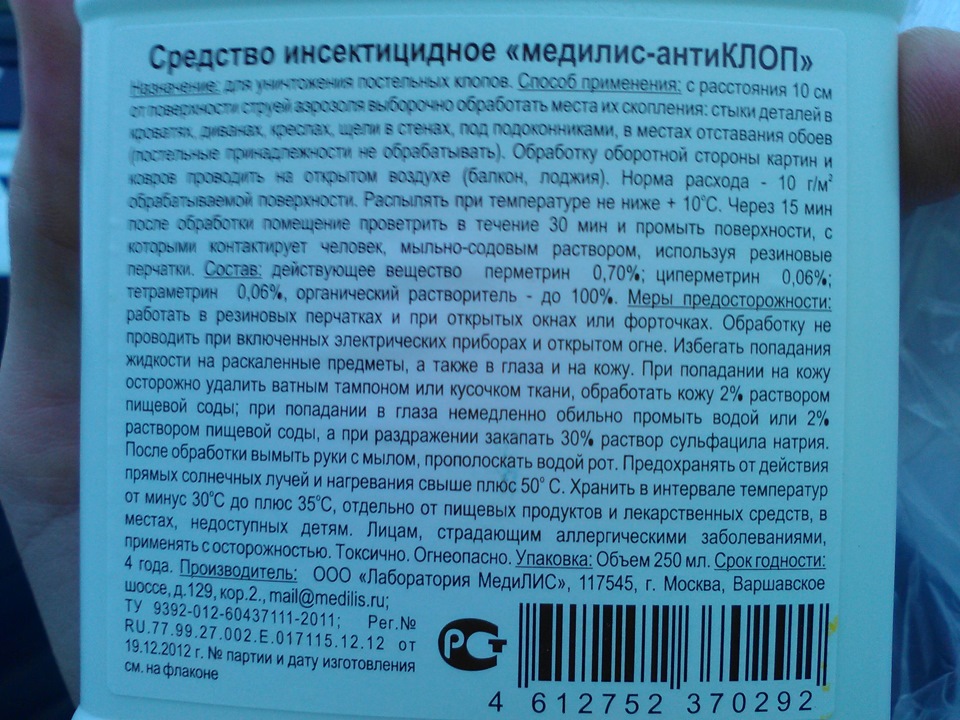 Средство инсектицидное «медилис-антиКЛОП»
Назначение: для уничтожения постельных клопов. Способ применения: с расстояния 10 см
от поверхности струей аэрозоля выборочно обработать места их скопления: стыки деталей в
кроватях, диванах, креслах, щели в стенах, под подоконниками, в местах отставания обоев
(постельные принадлежности не обрабатывать). Обработку оборотной стороны картин и
ковров проводить на открытом воздухе (балкон, лоджия). Норма расхода - 10 г/м²
обрабатываемой поверхности. Распылять при температуре не ниже + 10°С. Через 15 мин
после обработки помещение проветрить в течение 30 мин и промыть поверхности, с
которыми контактирует человек, мыльно-содовым раствором, используя резиновые
перчатки. Состав: действующее вещество перметрин 0,70%; циперметрин 0,06%;
тетраметрин 0,06%, органический растворитель - до 100%. Меры предосторожности:
работать в резиновых перчатках и при открытых окнах или форточках. Обработку не
проводить при включенных электрических приборах и открытом огне. Избегать попадания
жидкости на раскаленные предметы, а также в глаза и на кожу. При попадании на кожу
осторожно удалить ватным тампоном или кусочком ткани, обработать кожу 2% раствором
пищевой соды; при попадании в глаза немедленно обильно промыть водой или 2%
раствором пищевой соды, а при раздражении закапать 30% раствор сульфацила натрия.
После обработки вымыть руки с мылом, прополоскать водой рот. Предохранять от действия
прямых солнечных лучей и нагревания свыше плюс 50° С. Хранить в интервале температур
от минус 30°С до плюс 35°С, отдельно от пищевых продуктов и лекарственных средств, в
местах, недоступных детям. Лицам, страдающим аллергическими заболеваниями,
применять с осторожностью. Токсично. Огнеопасно. Упаковка: Объем 250 мл. Срок годности:
4 года. Производитель: ООО «Лаборатория МедиЛИС», 117545, г. Москва, Варшавское
шоссе, д.129, кор.2., mail@medilis.ru;
ТУ 9392-012-60437111-2011; Рег.№
RU.77.99.27.002.Е.017115.12.12 от
19.12.2012 г. № партии и дату изготовления
см. на флаконе
РСТ
4 612752 370292